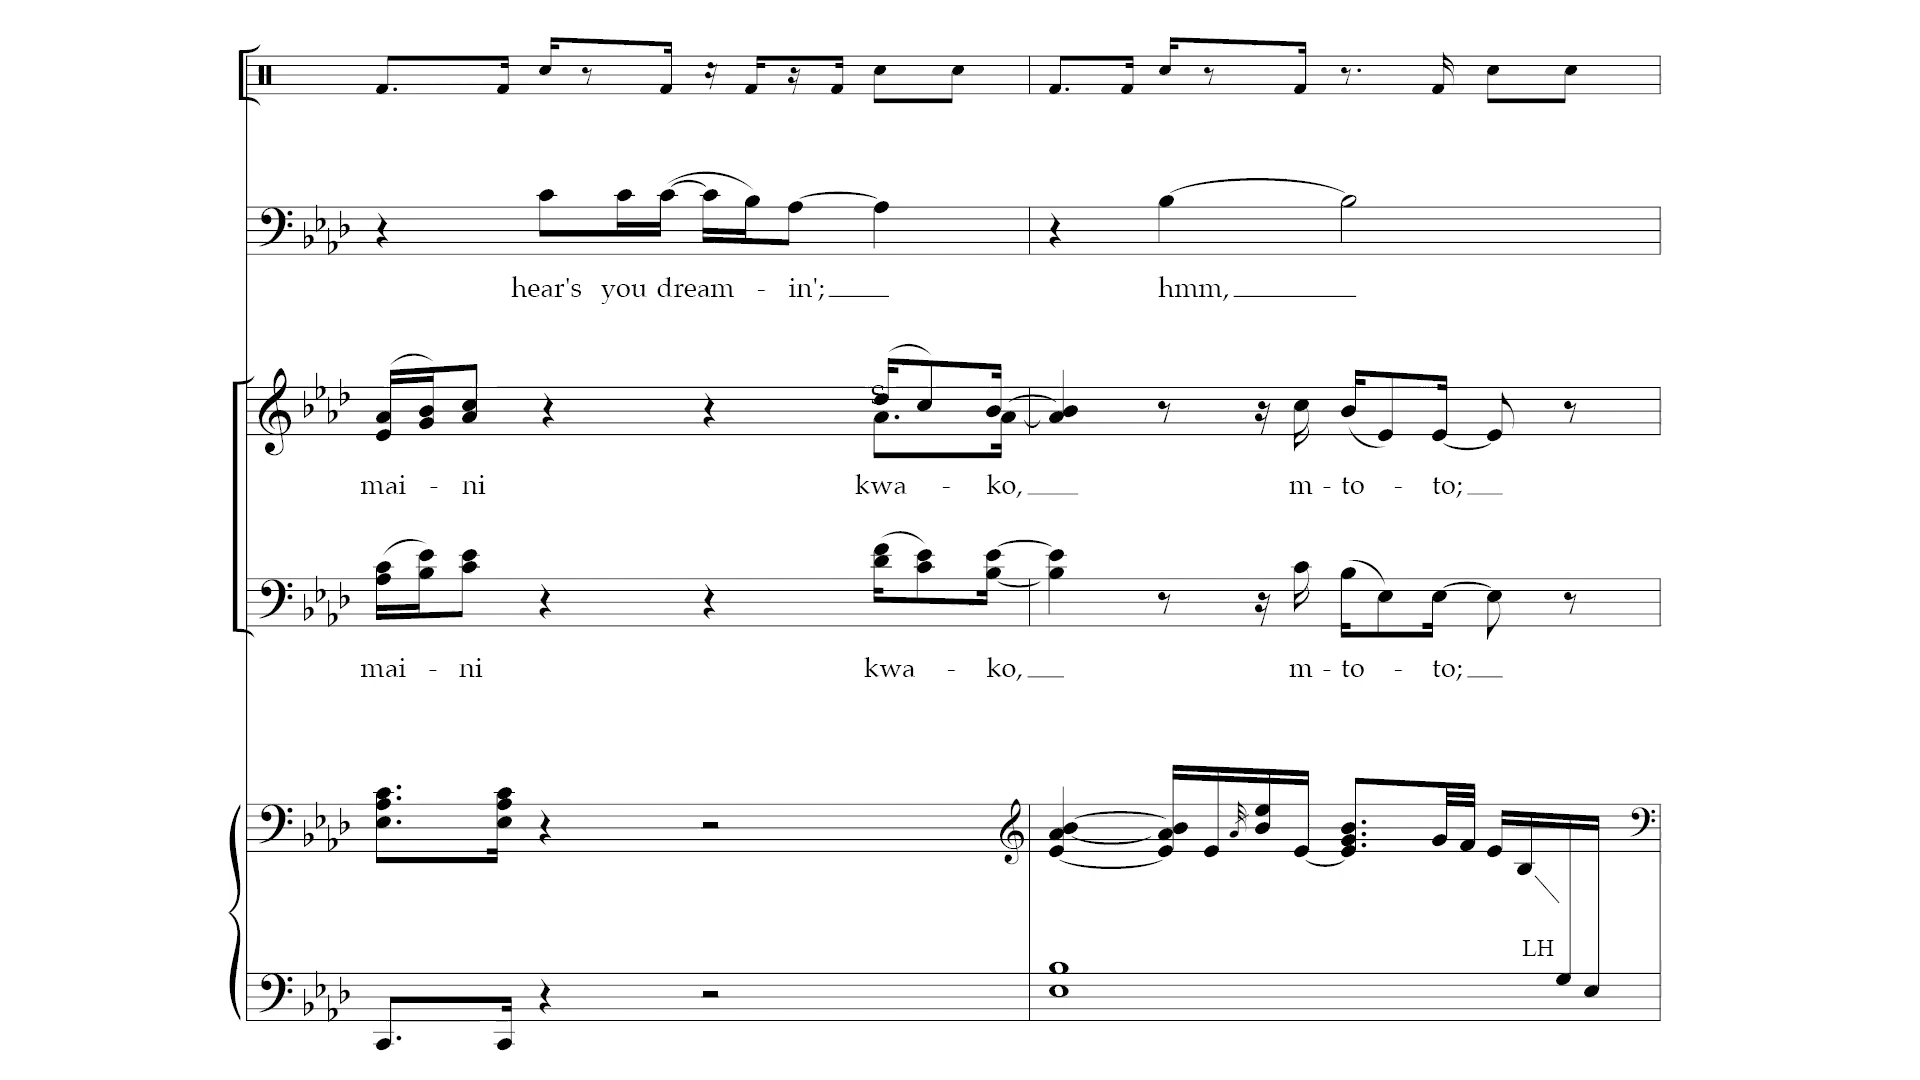 hear's you dream - in'; hmm,
S
mai - ni kwa - ko, m - to - to;
mai - ni kwa - ko, m - to - to;
LH